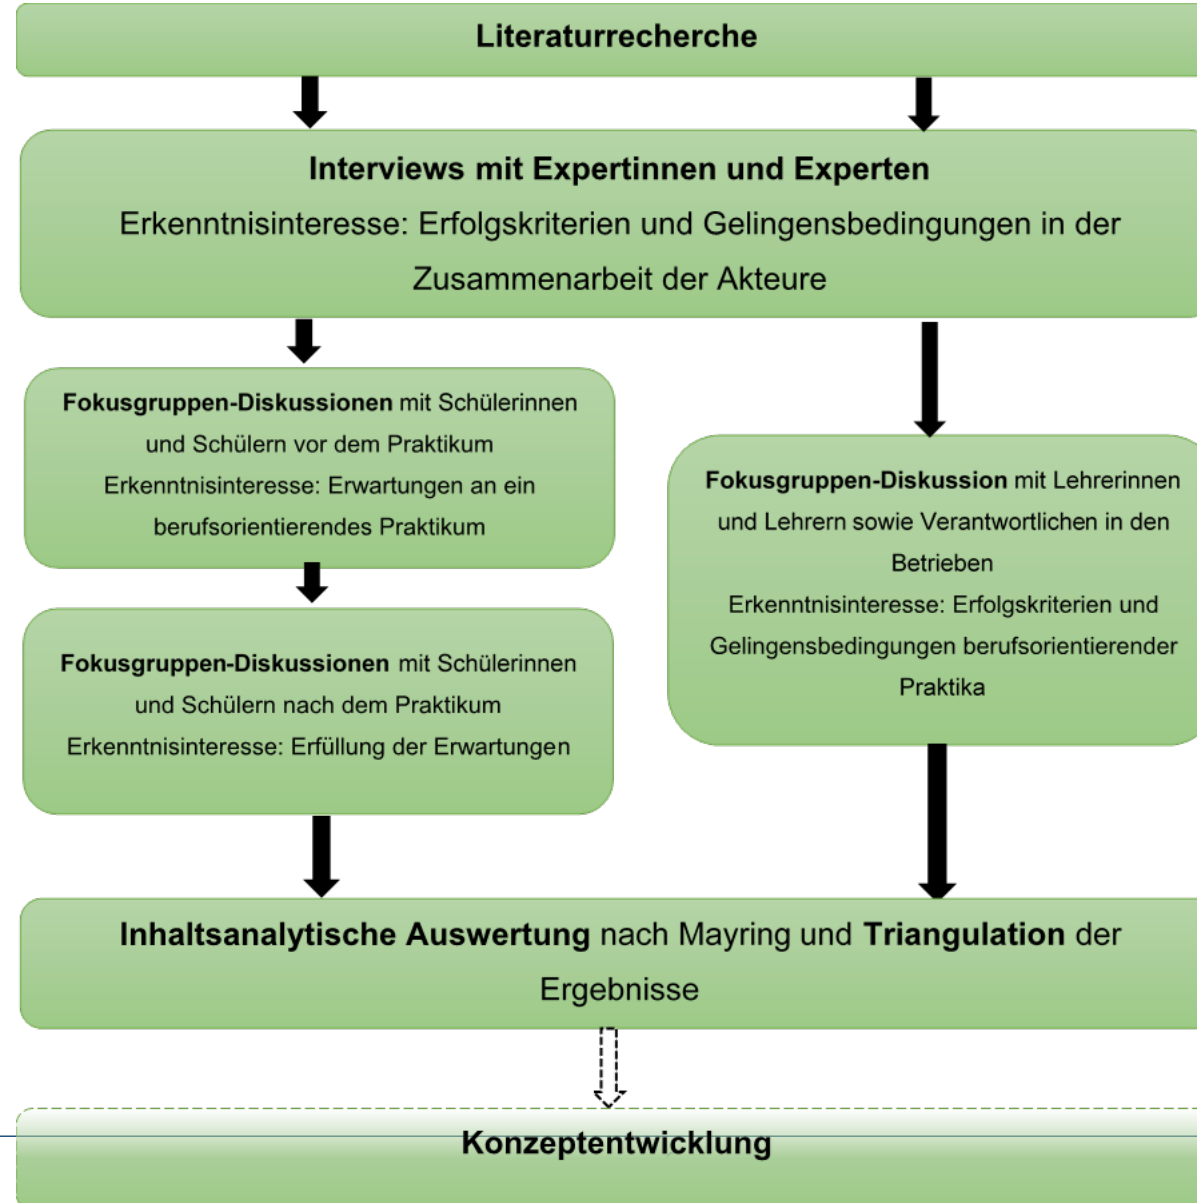 Literaturrecherche
Interviews mit Expertinnen und Experten
Erkenntnisinteresse: Erfolgskriterien und Gelingensbedingungen in der
Zusammenarbeit der Akteure
Fokusgruppen-Diskussionen mit Schülerinnen
und Schülern vor dem Praktikum
Erkenntnisinteresse: Erwartungen an ein
berufsorientierendes Praktikum
Fokusgruppen-Diskussionen mit Schülerinnen
und Schülern nach dem Praktikum
Erkenntnisinteresse: Erfüllung der Erwartungen
Fokusgruppen-Diskussion mit Lehrerinnen
und Lehrern sowie Verantwortlichen in den
Betrieben
Erkenntnisinteresse: Erfolgskriterien und
Gelingensbedingungen berufsorientierender
Praktika
Inhaltsanalytische Auswertung nach Mayring und Triangulation der
Ergebnisse
Konzeptentwicklung